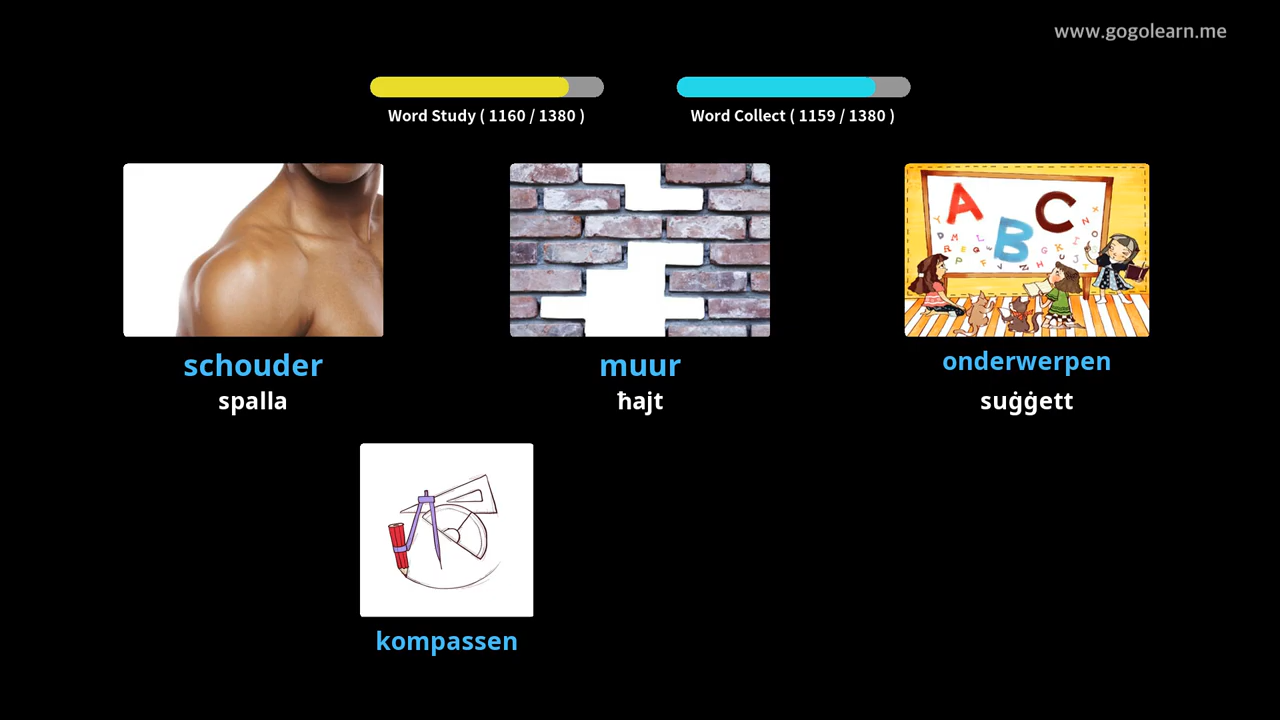 www.gogolearn.me
Word Study ( 1160 / 1380 )
Word Collect ( 1159 / 1380 )
A B C
schouder
muur
onderwerpen
spalla
ħajt
suġġett
kompassen